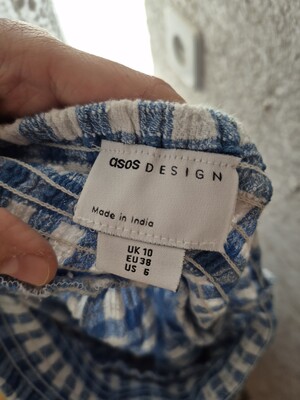 asos DESIGN
Made in india
UK 10
EU 38
US 6